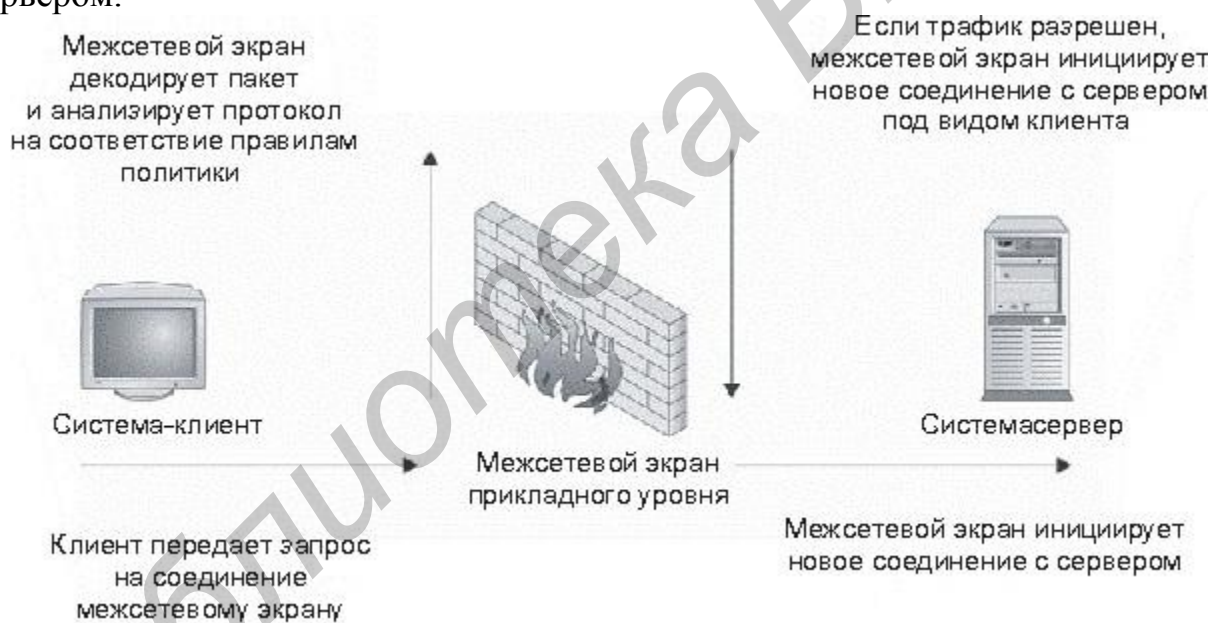 Межсетевой экран
декодирует пакет
и анализирует протокол
на соответствие правилам
политики
Если трафик разрешен,
межсетевой экран инициирует
новое соединение с сервером
под видом клиента
Система-клиент
Системасервер
Межсетевой экран
прикладного уровня
Клиент передает запрос
на соединение
межсетевому экрану
Межсетевой экран инициирует
новое соединение с сервером